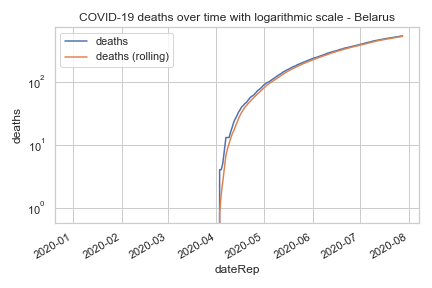 COVID-19 deaths over time with logarithmic scale - Belarus
deaths
deaths (rolling)
10²
10¹
10⁰
deaths
2020-01
2020-02
2020-03
2020-04
2020-05
2020-06
2020-07
2020-08
dateRep